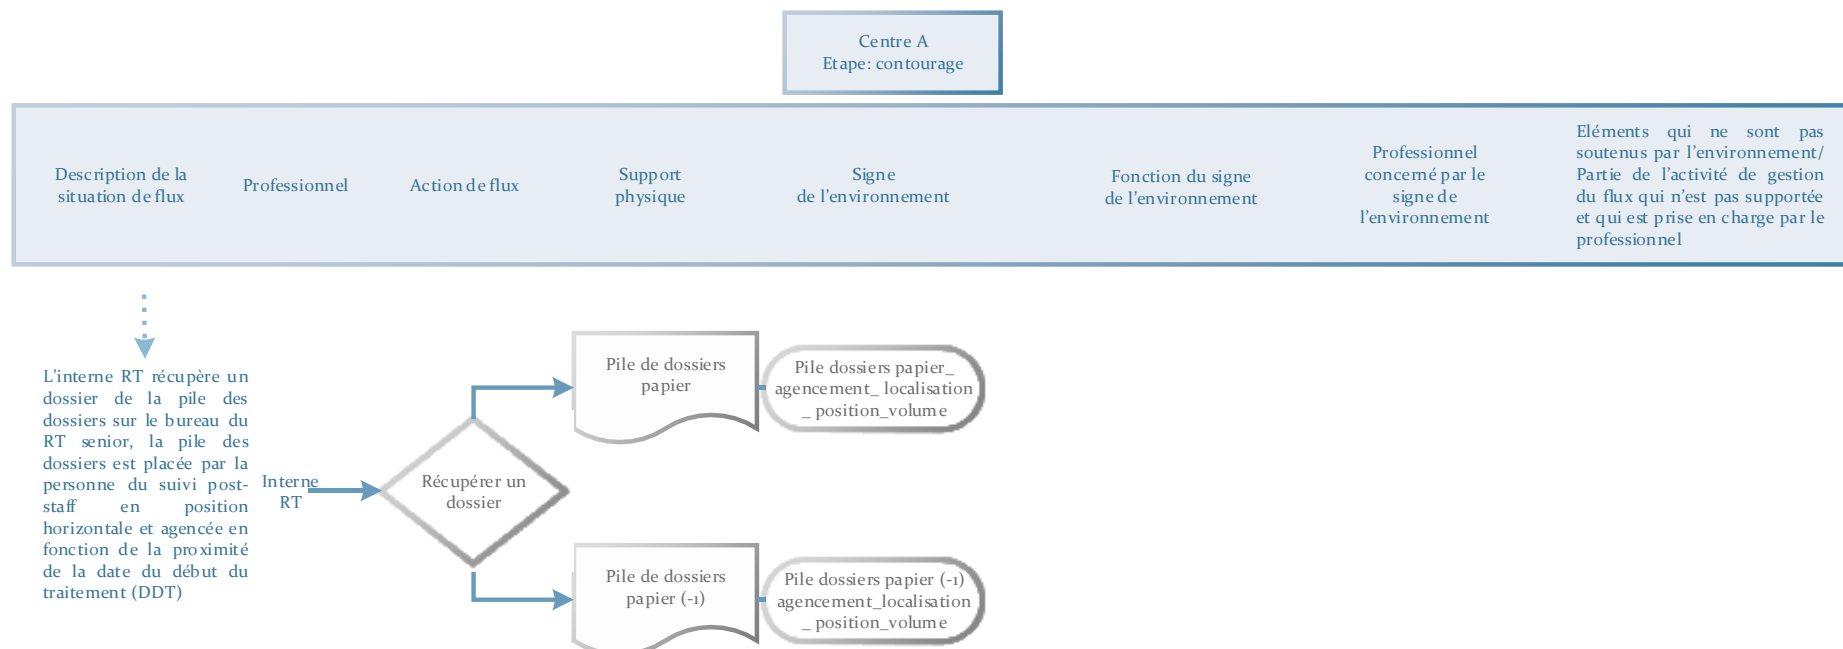 Centre A
Etape: contourage
Description de la
situation de flux
Professionnel
Action de flux
Support
physique
Signe
de l'environnement
Fonction du signe
de l'environnement
Professionnel
concerné par le
signe de
l'environnement
Eléments qui ne sont pas
soutenus par l'environnement/
Partie de l'activité de gestion
du flux qui n'est pas supportée
et qui est prise en charge par le
professionnel
L'interne RT récupère un
dossier de la pile des
dossiers sur le bureau du
RT senior, la pile des
dossiers est placée par la
personne du suivi post-
staff en position
horizontale et agencée en
fonction de la proximité
de la date du début du
traitement (DDT)
Interne
RT
Récupérer un
dossier
Pile de dossiers
papier
Pile dossiers papier_
agencement_ localisation
_ position_volume
Pile de dossiers
papier (-1)
Pile dossiers papier (-1)
agencement_localisation
_ position_volume